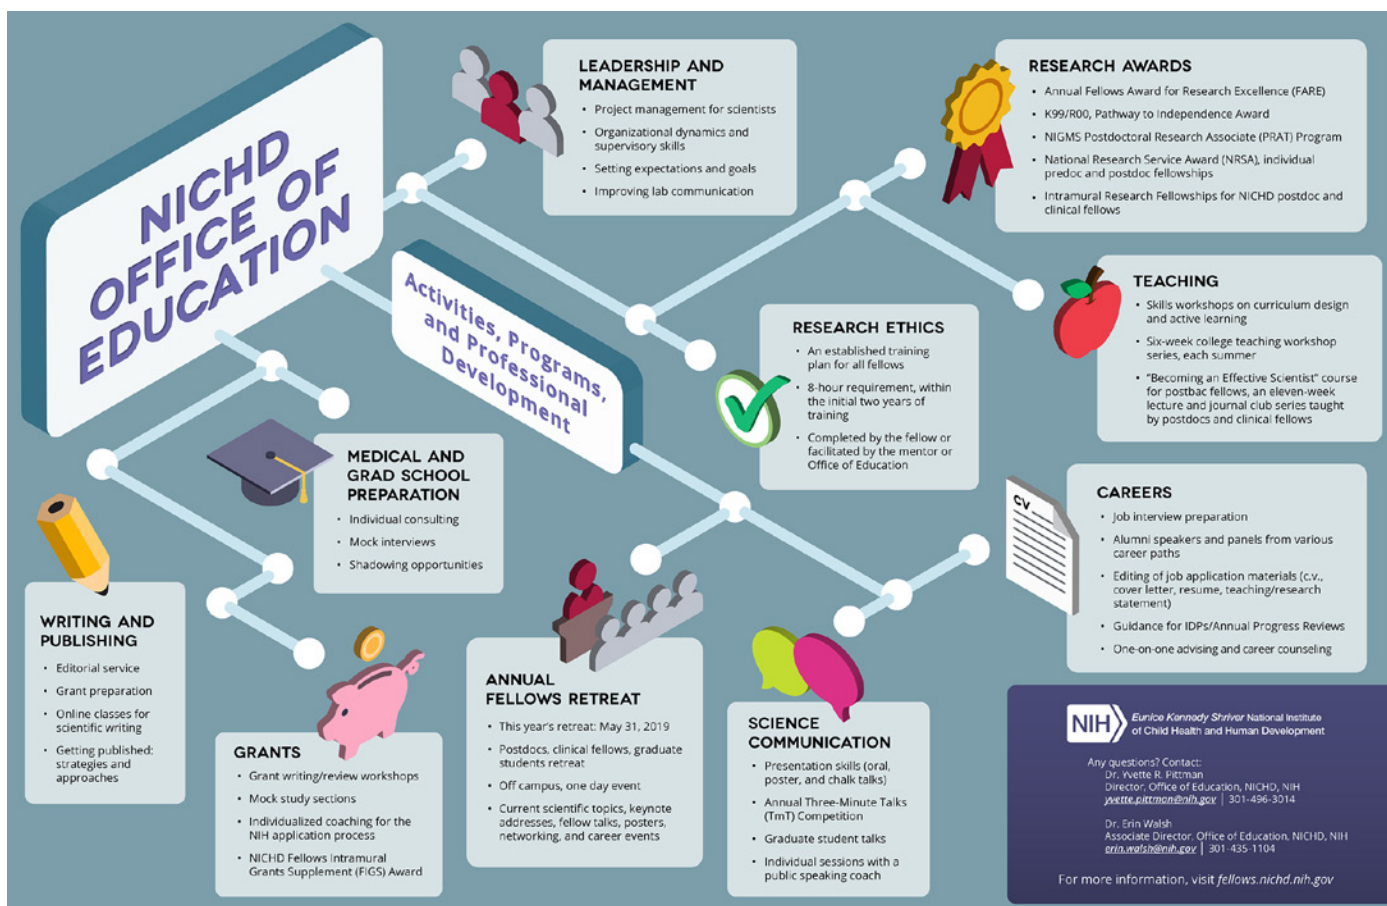 NICHD
OFFICE OF
EDUCATION
Activities, Programs,
and Professional
Development
LEADERSHIP AND
MANAGEMENT
• Project management for scientists
• Organizational dynamics and
supervisory skills
• Setting expectations and goals
• Improving lab communication
RESEARCH AWARDS
• Annual Fellows Award for Research Excellence (FARE)
• K99/R00, Pathway to Independence Award
• NIGMS Postdoctoral Research Associate (PRAT) Program
• National Research Service Award (NRSA), individual
predoc and postdoc fellowships
• Intramural Research Fellowships for NICHD postdoc and
clinical fellows
TEACHING
• Skills workshops on curriculum design
and active learning
• Six-week college teaching workshop
series, each summer
• "Becoming an Effective Scientist" course
for postbac fellows, an eleven-week
lecture and journal club series taught
by postdocs and clinical fellows
RESEARCH ETHICS
• An established training
plan for all fellows
• 8-hour requirement, within
the initial two years of
training
• Completed by the fellow or
facilitated by the mentor or
Office of Education
MEDICAL AND
GRAD SCHOOL
PREPARATION
• Individual consulting
• Mock interviews
• Shadowing opportunities
CV
CAREERS
• Job interview preparation
• Alumni speakers and panels from various
career paths
• Editing of job application materials (c.v.,
cover letter, resume, teaching/research
statement)
• Guidance for IDPs/Annual Progress Reviews
• One-on-one advising and career counseling
WRITING AND
PUBLISHING
• Editorial service
• Grant preparation
• Online classes for
scientific writing
• Getting published:
strategies and
approaches
GRANTS
• Grant writing/review workshops
• Mock study sections
• Individualized coaching for the
NIH application process
• NICHD Fellows Intramural
Grants Supplement (FIGS) Award
ANNUAL
FELLOWS RETREAT
• This year's retreat: May 31, 2019
• Postdocs, clinical fellows, graduate
students retreat
• Off campus, one day event
• Current scientific topics, keynote
addresses, fellow talks, posters,
networking, and career events
SCIENCE
COMMUNICATION
• Presentation skills (oral,
poster, and chalk talks)
• Annual Three-Minute Talks
(TmT) Competition
• Graduate student talks
• Individual sessions with a
public speaking coach
NIH
Eunice Kennedy Shriver National Institute
of Child Health and Human Development
Any questions? Contact:
Dr. Yvette R. Pittman
Director, Office of Education, NICHD, NIH
yvette.pittman@nih.gov | 301-496-3014
Dr. Erin Walsh
Associate Director, Office of Education, NICHD, NIH
erin.walsh@nih.gov | 301-435-1104
For more information, visit fellows.nichd.nih.gov